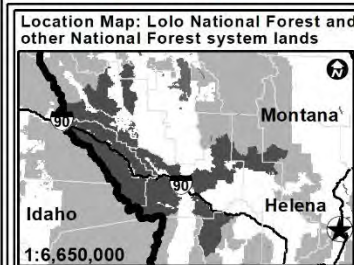 Location Map: Lolo National Forest and
other National Forest system lands
N
Montana
90
90
Idaho
Helena
1:6,650,000